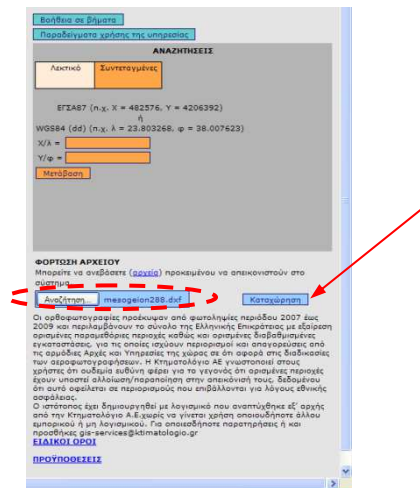 Βοήθεια σε βήματα
Παραδείγματα χρήσης της υπηρεσίας
ΑΝΑΖΗΤΗΣΕΙΣ
Λεκτικό Συντεταγμένες
ΕΓΣΑ87 (π.χ. Χ = 482576, Υ = 4206392)
ή
WGS84 (dd) (π.χ. λ = 23.803268, φ = 38.007623)
Χ/λ =
Υ/φ =
Μετάβαση
ΦΟΡΤΩΣΗ ΑΡΧΕΙΟΥ
Μπορείτε να ανεβάσετε (αρχεία) προκειμένου να απεικονιστούν στο
σύστημα
Αναζήτηση... mesogeion288.dxf Καταχώρηση
Οι ορθοφωτογραφίες προέκυψαν από φωτοληψίες περιόδου 2007 έως
2009 και περιλαμβάνουν το σύνολο της Ελληνικής Επικράτειας με εξαίρεση
ορισμένες παραμεθόριες περιοχές καθώς και ορισμένες διαβαθμισμένες
εγκαταστάσεις, για τις οποίες ισχύουν περιορισμοί και απαγορεύσεις από
τις αρμόδιες Αρχές και Υπηρεσίες της χώρας σε ότι αφορά στις διαδικασίες
των αεροφωτογραφήσεων. Η Κτηματολόγιο ΑΕ γνωστοποιεί στους
χρήστες ότι ουδεμία ευθύνη φέρει για το γεγονός ότι ορισμένες περιοχές
έχουν υποστεί αλλοίωση/παραποίηση στην απεικόνισή τους, δεδομένου
ότι αυτό οφείλεται σε περιορισμούς που επιβάλλονται για λόγους εθνικής
ασφάλειας.
Ο ιστότοπος έχει δημιουργηθεί με λογισμικό που αναπτύχθηκε εξ' αρχής
από την Κτηματολόγιο Α.Ε.χωρίς να γίνεται χρήση οποιουδήποτε άλλου
εμπορικού ή μη λογισμικού. Για οποιεσδήποτε παρατηρήσεις ή και
προσθήκες gis-services@ktimatologio.gr
ΕΙΔΙΚΟΙ ΟΡΟΙ
ΠΡΟΫΠΟΘΕΣΕΙΣ